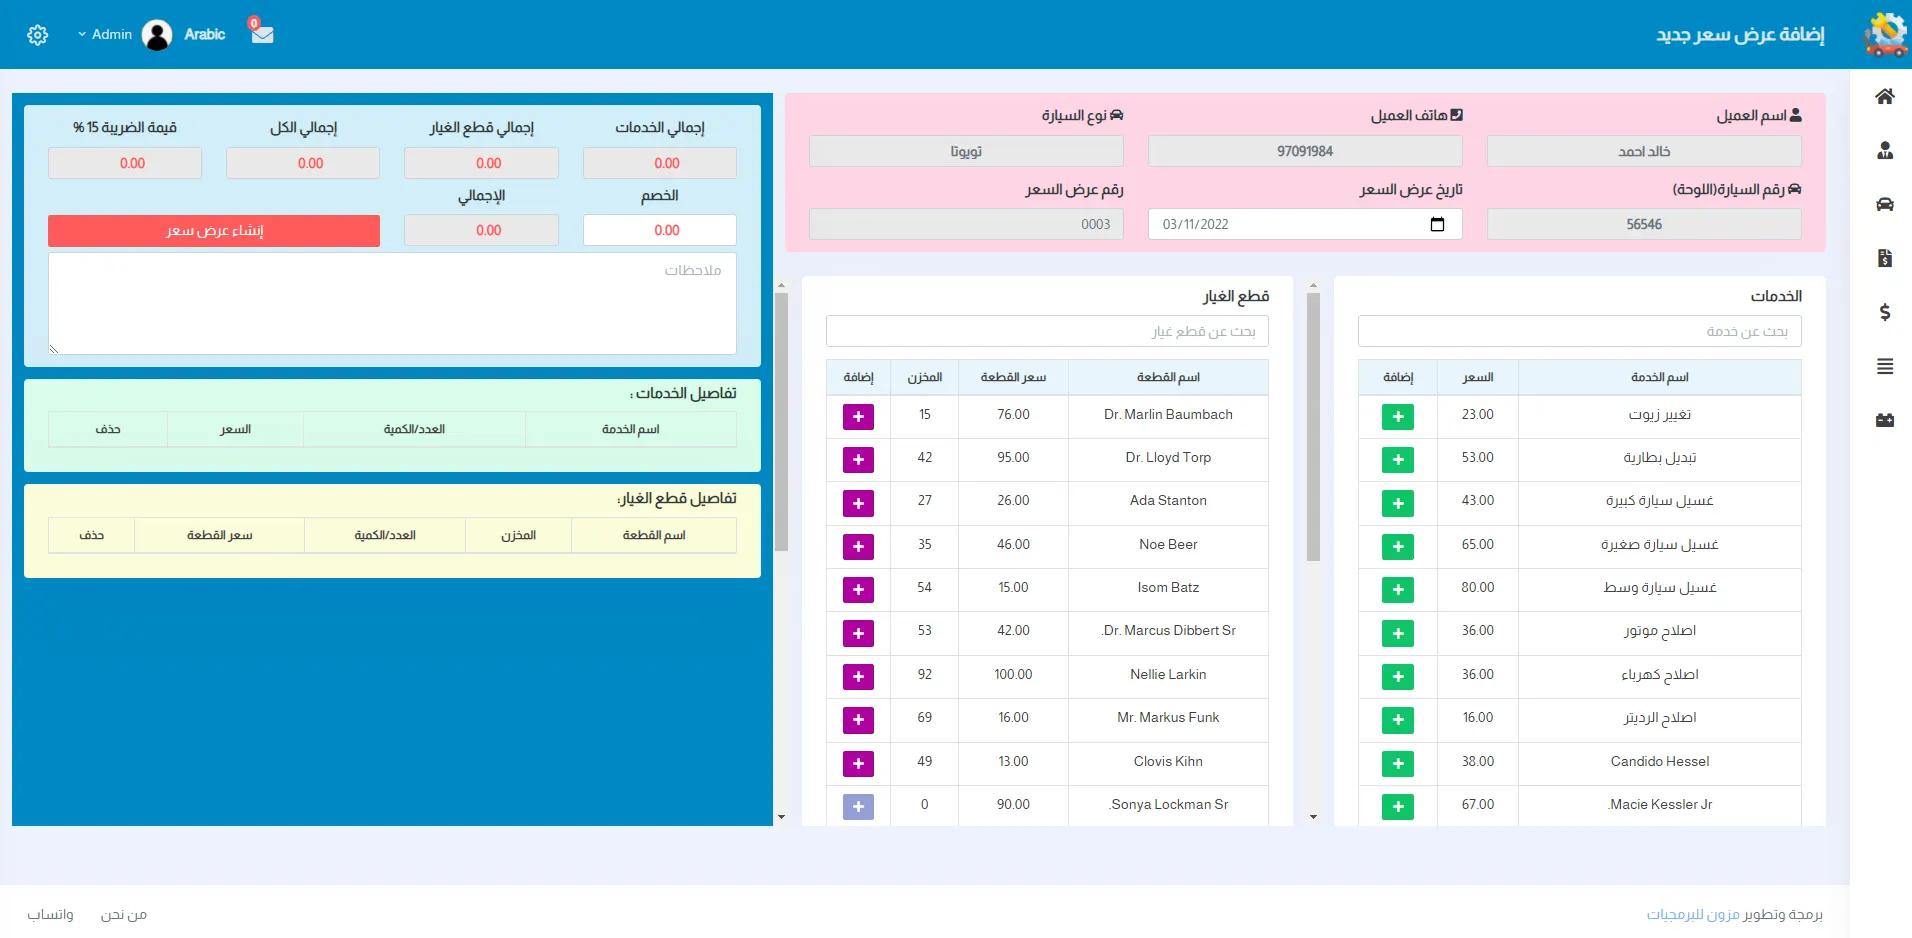 إضافة عرض سعر جديد
0
Arabic
Admin
اسم العميل
هاتف العميل
نوع السيارة
خالد احمد
97091984
تويوتا
رقم السيارة(اللوحة)
تاريخ عرض السعر
رقم عرض السعر
56546
03/11/2022
0003
الخدمات
بحث عن خدمة
اسم الخدمة السعر إضافة
تغيير زيوت 23.00
تبديل بطارية 53.00
غسيل سيارة كبيرة 43.00
غسيل سيارة صغيرة 65.00
غسيل سيارة وسط 80.00
اصلاح موتور 36.00
اصلاح كهرباء 36.00
اصلاح الرديتر 16.00
Candido Hessel 38.00
Macie Kessler Jr. 67.00
قطع الغيار
بحث عن قطع غيار
اسم القطعة سعر القطعة المخزن إضافة
Dr. Marlin Baumbach 76.00 15
Dr. Lloyd Torp 95.00 42
Ada Stanton 26.00 27
Noe Beer 46.00 35
Isom Batz 15.00 54
Dr. Marcus Dibbert Sr. 42.00 53
Nellie Larkin 100.00 92
Mr. Markus Funk 16.00 69
Clovis Kihn 13.00 49
Sonya Lockman Sr. 90.00 0
إجمالي الخدمات
إجمالي قطع الغيار
إجمالي الكل
قيمة الضريبة 15 %
0.00
0.00
0.00
0.00
الخصم
الإجمالي
0.00
0.00
إنشاء عرض سعر
ملاحظات
تفاصيل الخدمات :
اسم الخدمة العدد/الكمية السعر حذف
تفاصيل قطع الغيار:
اسم القطعة المخزن العدد/الكمية سعر القطعة حذف
برمجة وتطوير مزون للبرمجيات
من نحن
واتساب